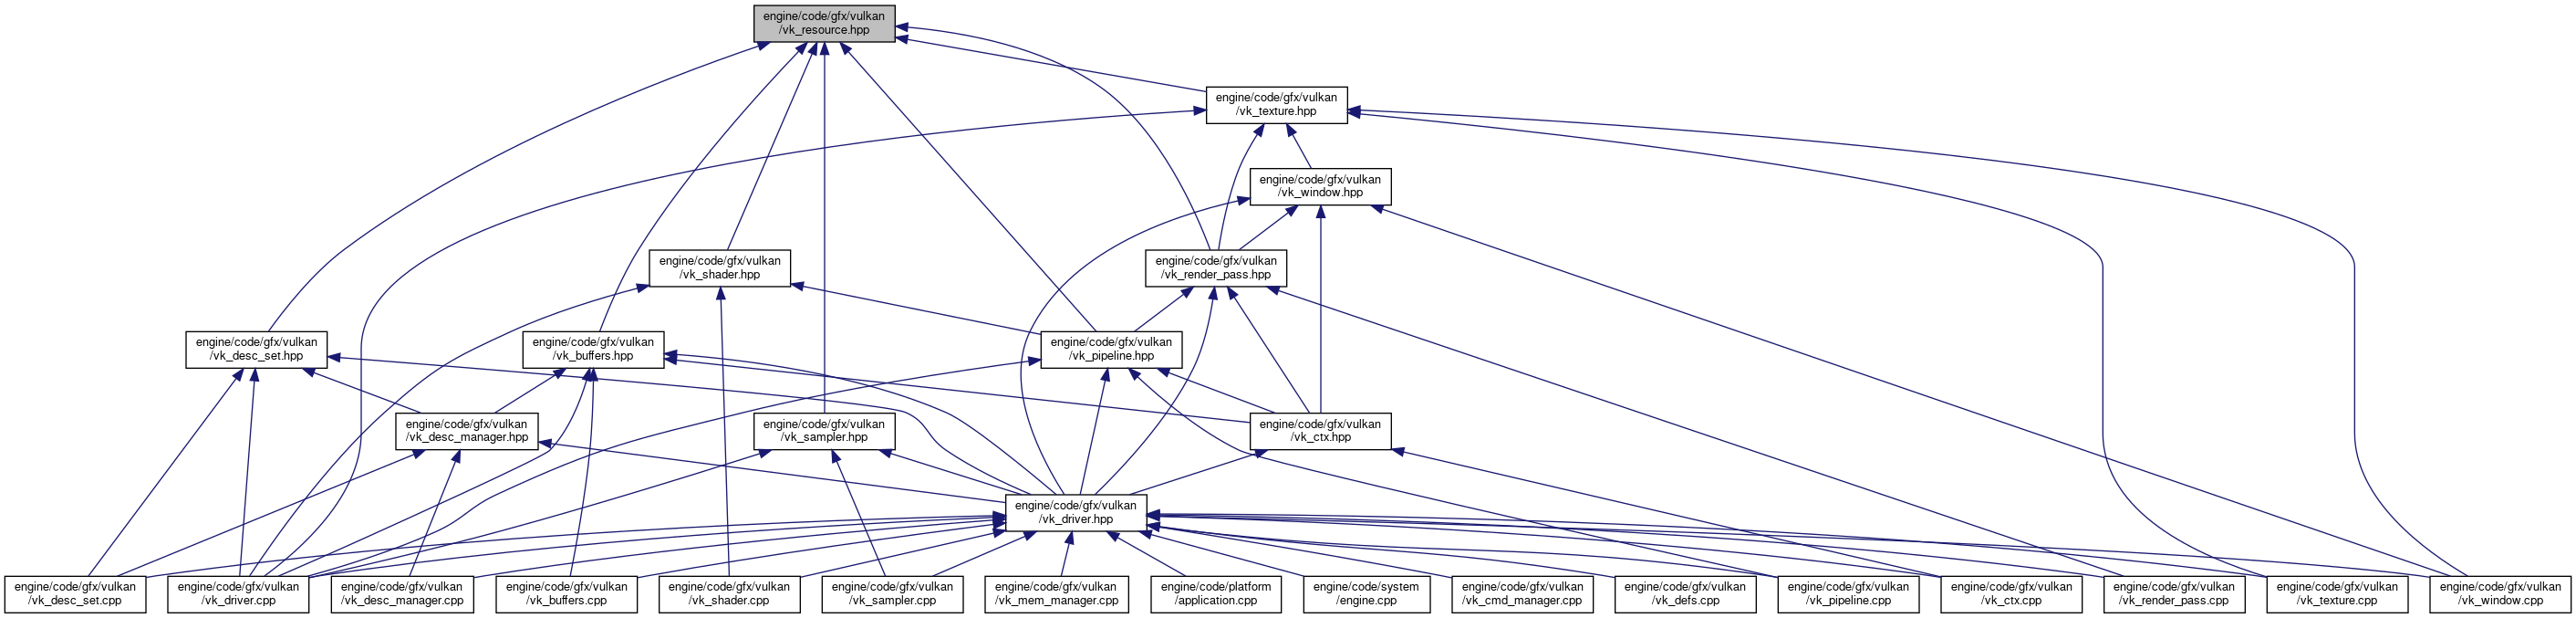 engine/code/gfx/vulkan
/vk_resource.hpp
engine/code/gfx/vulkan
/vk_texture.hpp
engine/code/gfx/vulkan
/vk_window.hpp
engine/code/gfx/vulkan
/vk_shader.hpp
engine/code/gfx/vulkan
/vk_render_pass.hpp
engine/code/gfx/vulkan
/vk_desc_set.hpp
engine/code/gfx/vulkan
/vk_buffers.hpp
engine/code/gfx/vulkan
/vk_pipeline.hpp
engine/code/gfx/vulkan
/vk_desc_manager.hpp
engine/code/gfx/vulkan
/vk_sampler.hpp
engine/code/gfx/vulkan
/vk_ctx.hpp
engine/code/gfx/vulkan
/vk_driver.hpp
engine/code/gfx/vulkan
/vk_desc_set.cpp
engine/code/gfx/vulkan
/vk_driver.cpp
engine/code/gfx/vulkan
/vk_desc_manager.cpp
engine/code/gfx/vulkan
/vk_buffers.cpp
engine/code/gfx/vulkan
/vk_shader.cpp
engine/code/gfx/vulkan
/vk_sampler.cpp
engine/code/gfx/vulkan
/vk_mem_manager.cpp
engine/code/platform
/application.cpp
engine/code/system
/engine.cpp
engine/code/gfx/vulkan
/vk_cmd_manager.cpp
engine/code/gfx/vulkan
/vk_defs.cpp
engine/code/gfx/vulkan
/vk_pipeline.cpp
engine/code/gfx/vulkan
/vk_ctx.cpp
engine/code/gfx/vulkan
/vk_render_pass.cpp
engine/code/gfx/vulkan
/vk_texture.cpp
engine/code/gfx/vulkan
/vk_window.cpp